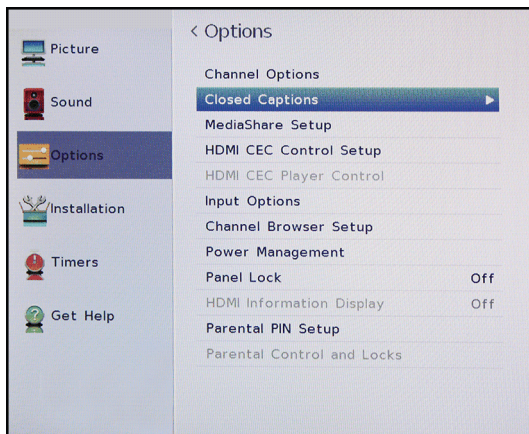 Picture
Sound
Options
Installation
Timers
Get Help
< Options
Channel Options
Closed Captions
MediaShare Setup
HDMI CEC Control Setup
HDMI CEC Player Control
Input Options
Channel Browser Setup
Power Management
Panel Lock Off
HDMI Information Display Off
Parental PIN Setup
Parental Control and Locks